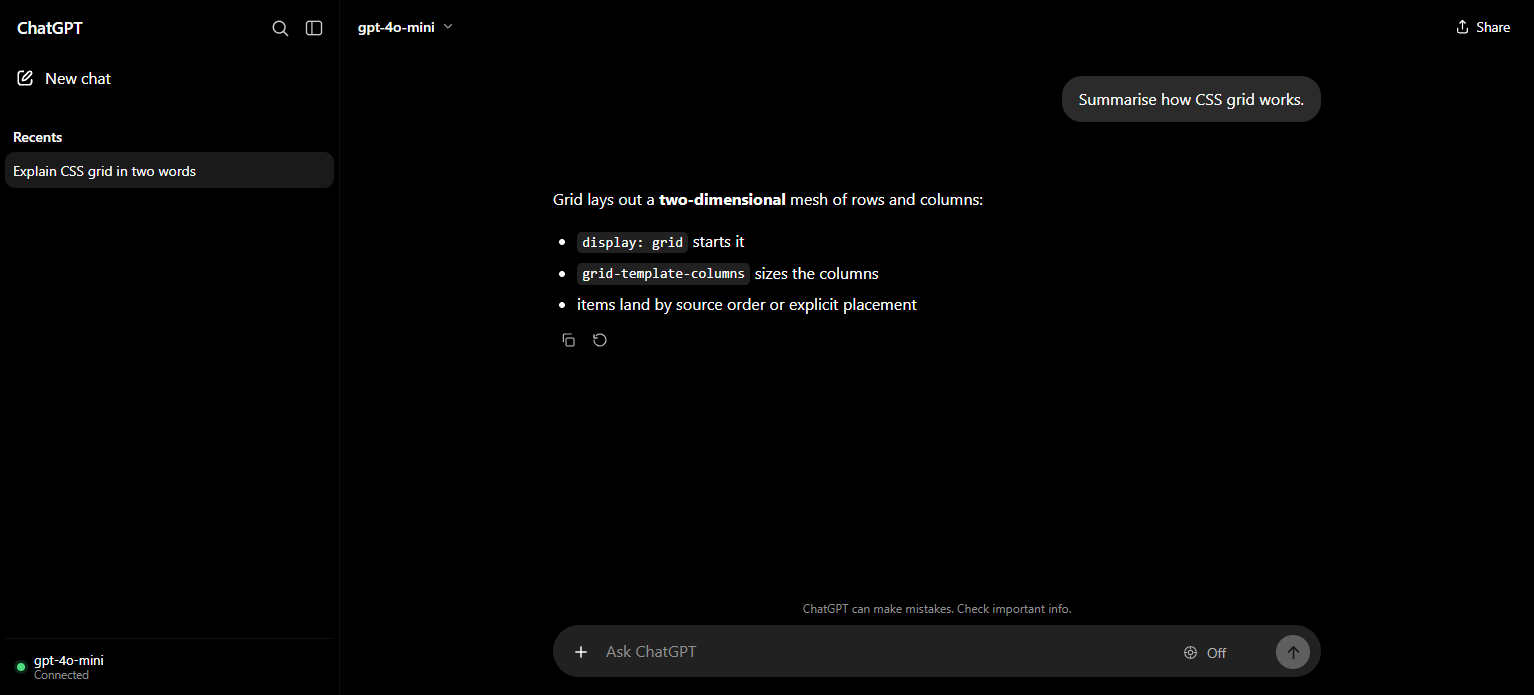 ChatGPT
New chat
Recents
Explain CSS grid in two words
gpt-4o-mini
Connected
gpt-4o-mini
Share
Summarise how CSS grid works.
Grid lays out a two-dimensional mesh of rows and columns:
display: grid starts it
grid-template-columns sizes the columns
items land by source order or explicit placement
ChatGPT can make mistakes. Check important info.
Ask ChatGPT
Off